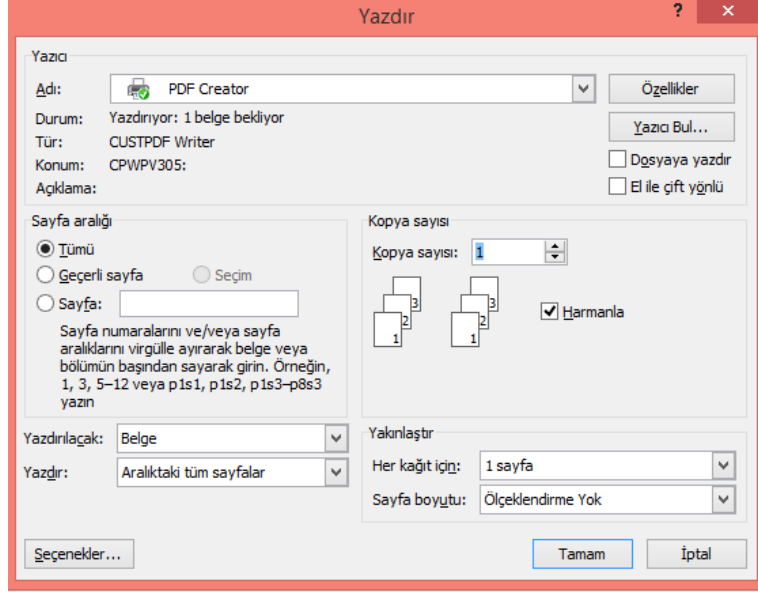 Yazdır
Yazıcı
Adı: PDF Creator
Özellikler
Durum: Yazdırıyor: 1 belge bekliyor
Yazıcı Bul...
Tür: CUSTPDF Writer
Konum: CPWPV305:
Dosyaya yazdır
Açıklama:
El ile çift yönlü
Sayfa aralığı
Tümü
Geçerli sayfa Seçim
Sayfa:
Sayfa numaralarını ve/veya sayfa
aralıklarını virgülle ayırarak belge veya
bölümün başından sayarak girin. Örneğin,
1, 3, 5–12 veya p1s1, p1s2, p1s3–p8s3
yazın
Kopya sayısı
Kopya sayısı: 1
3 3
2 2
1 1
Harmanla
Yazdırılacak: Belge
Yazdır: Aralıktaki tüm sayfalar
Yakınlaştır
Her kağıt için: 1 sayfa
Sayfa boyutu: Ölçeklendirme Yok
Seçenekler...
Tamam
İptal